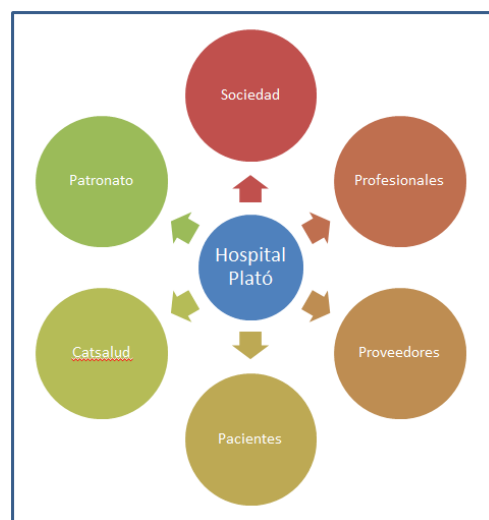 Sociedad
Patronato
Profesionales
Hospital
Plató
Catsalud
Proveedores
Pacientes